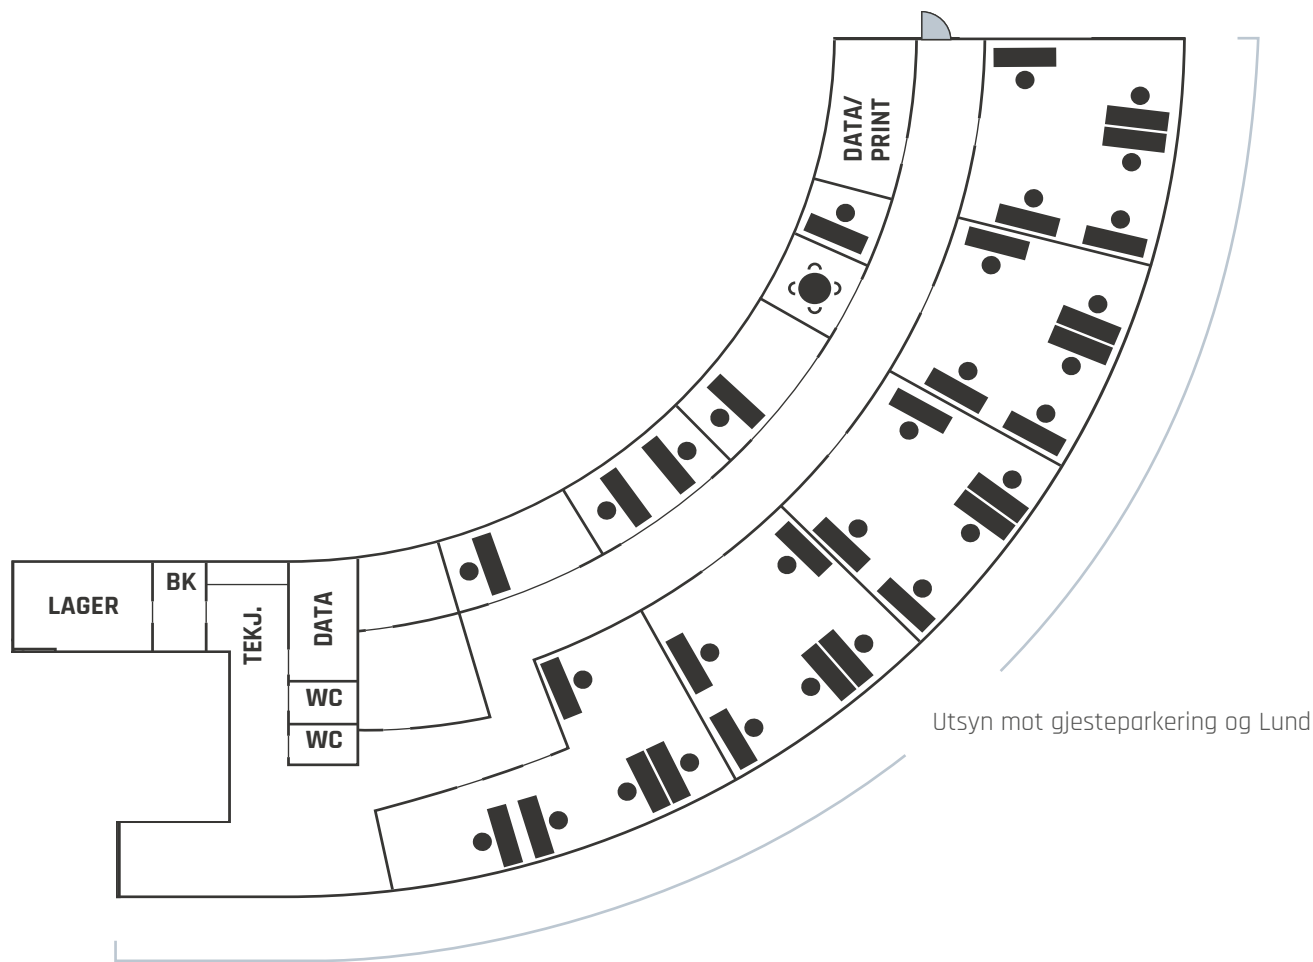 DATA/
PRINT
LAGER
BK
TEKJ.
DATA
WC
WC
Utsyn mot gjesteparkering og Lund